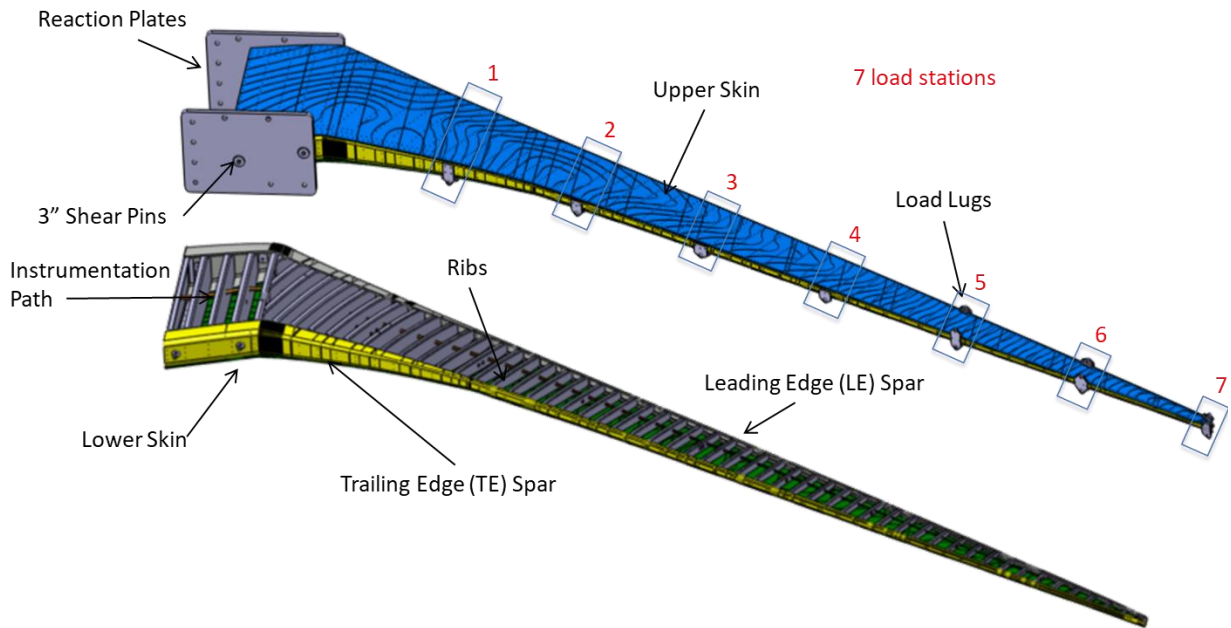 Reaction Plates
1
7 load stations
Upper Skin
2
3
Load Lugs
3” Shear Pins
4
Instrumentation
Path
Ribs
5
6
Leading Edge (LE) Spar
7
Lower Skin
Trailing Edge (TE) Spar